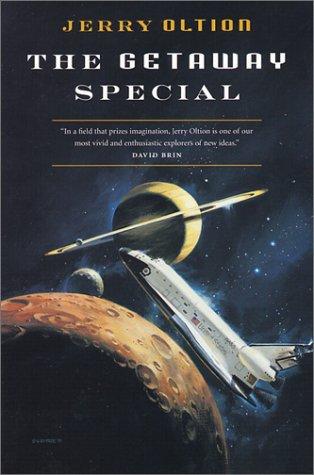 JERRY OLTION
THE GETAWAY
SPECIAL
"In a field that prizes imagination, Jerry Oltion is one of our
most vivid and enthusiastic explorers of new ideas."
DAVID BRIN